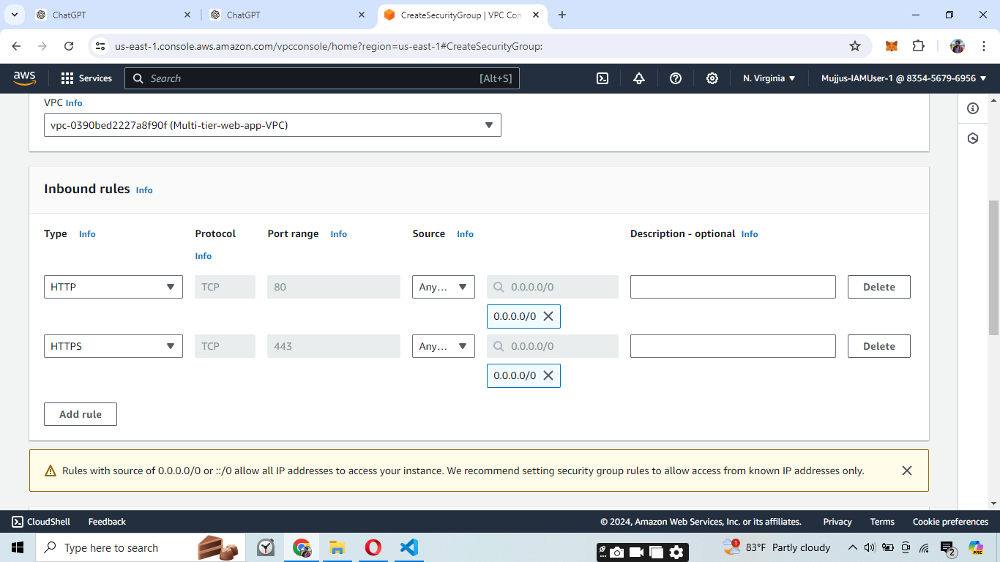 ChatGPT
ChatGPT
CreateSecurityGroup | VPC Con
us-east-1.console.aws.amazon.com/vpcconsole/home?region=us-east-1#CreateSecurityGroup:
aws
Services
Search
[Alt+S]
N. Virginia
Mujjus-IAMUser-1 @ 8354-5679-6956
VPC Info
vpc-0390bed2227a8f90f (Multi-tier-web-app-VPC)
Inbound rules Info
Type Info
Protocol Info
Port range Info
Source Info
Description - optional Info
HTTP
TCP
80
Any...
0.0.0.0/0
Delete
0.0.0.0/0
HTTPS
TCP
443
Any...
0.0.0.0/0
Delete
0.0.0.0/0
Add rule
Rules with source of 0.0.0.0/0 or ::/0 allow all IP addresses to access your instance. We recommend setting security group rules to allow access from known IP addresses only.
CloudShell
Feedback
© 2024, Amazon Web Services, Inc. or its affiliates.
Privacy
Terms
Cookie preferences
Type here to search
1
83°F Partly cloudy
2
PRE